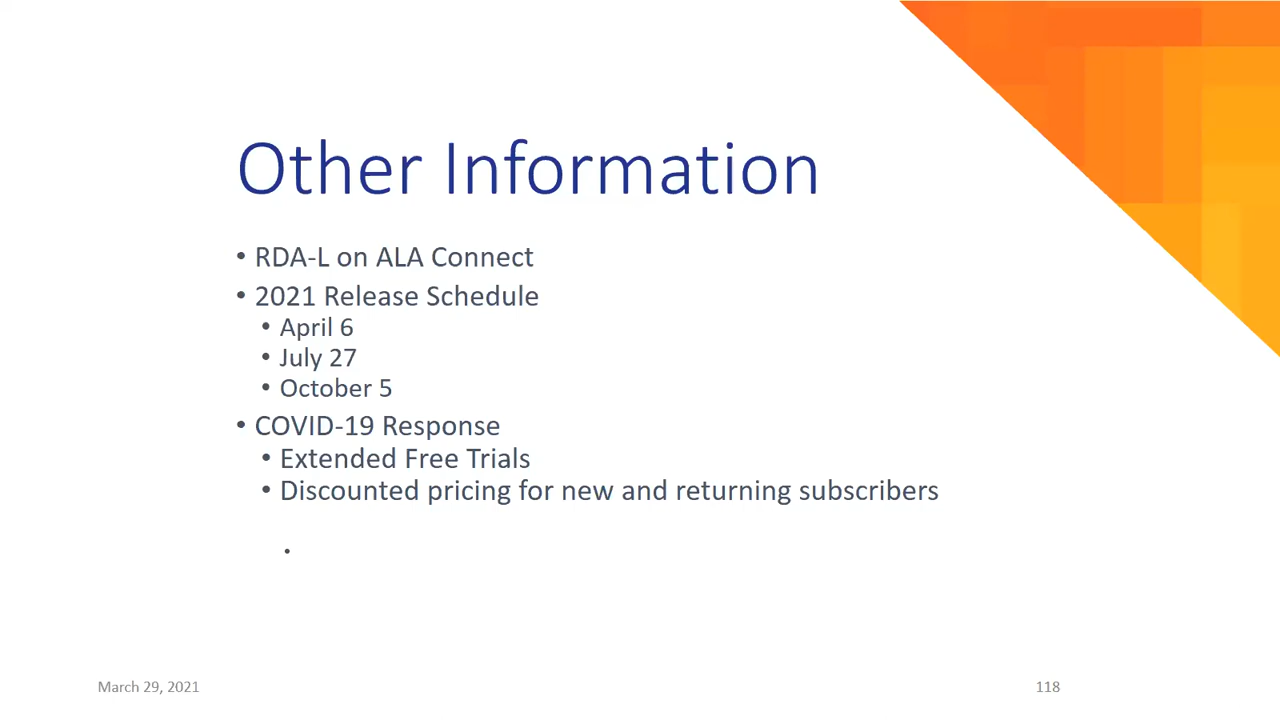 Other Information
• RDA-L on ALA Connect
• 2021 Release Schedule
• April 6
• July 27
• October 5
• COVID-19 Response
• Extended Free Trials
• Discounted pricing for new and returning subscribers
•
March 29, 2021
118